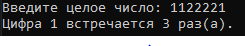 Введите целое число: 1122221
Цифра 1 встречается 3 раз(а).